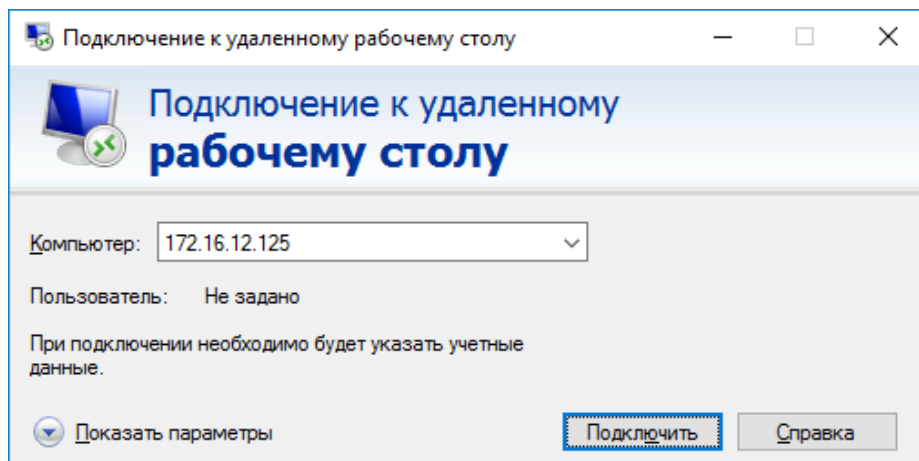 Подключение к удаленному рабочему столу
Подключение к удаленному
рабочему столу
Компьютер: 172.16.12.125
Пользователь: Не задано
При подключении необходимо будет указать учетные
данные.
Показать параметры Подключить Справка